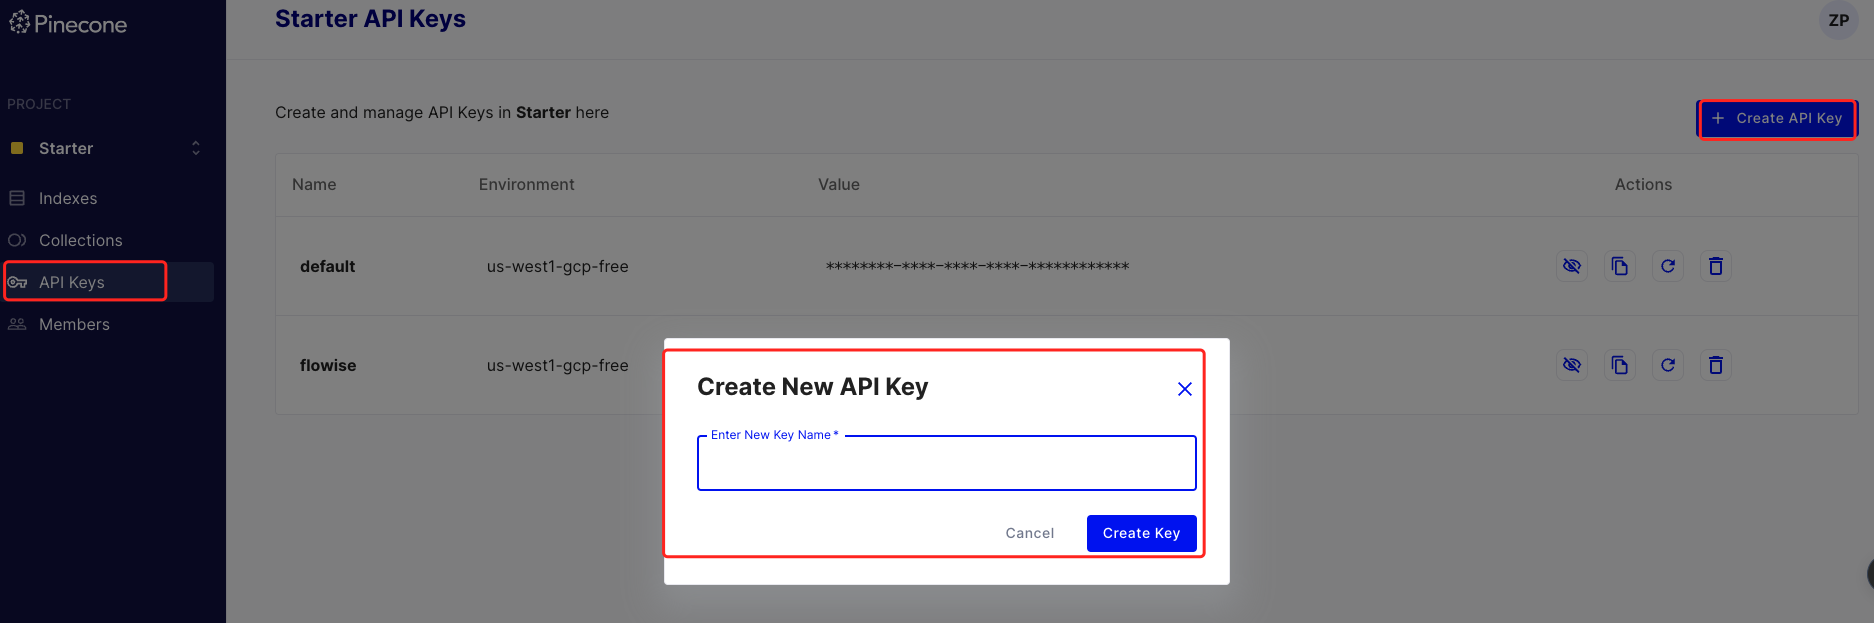 Pinecone
Starter API Keys
ZP
PROJECT
Starter
Indexes
Collections
API Keys
Members
Create and manage API Keys in Starter here
+ Create API Key
Name Environment Value Actions
default us-west1-gcp-free ********-****-****-****-************
flowise us-west1-gcp-free
Create New API Key
Enter New Key Name *
Cancel Create Key